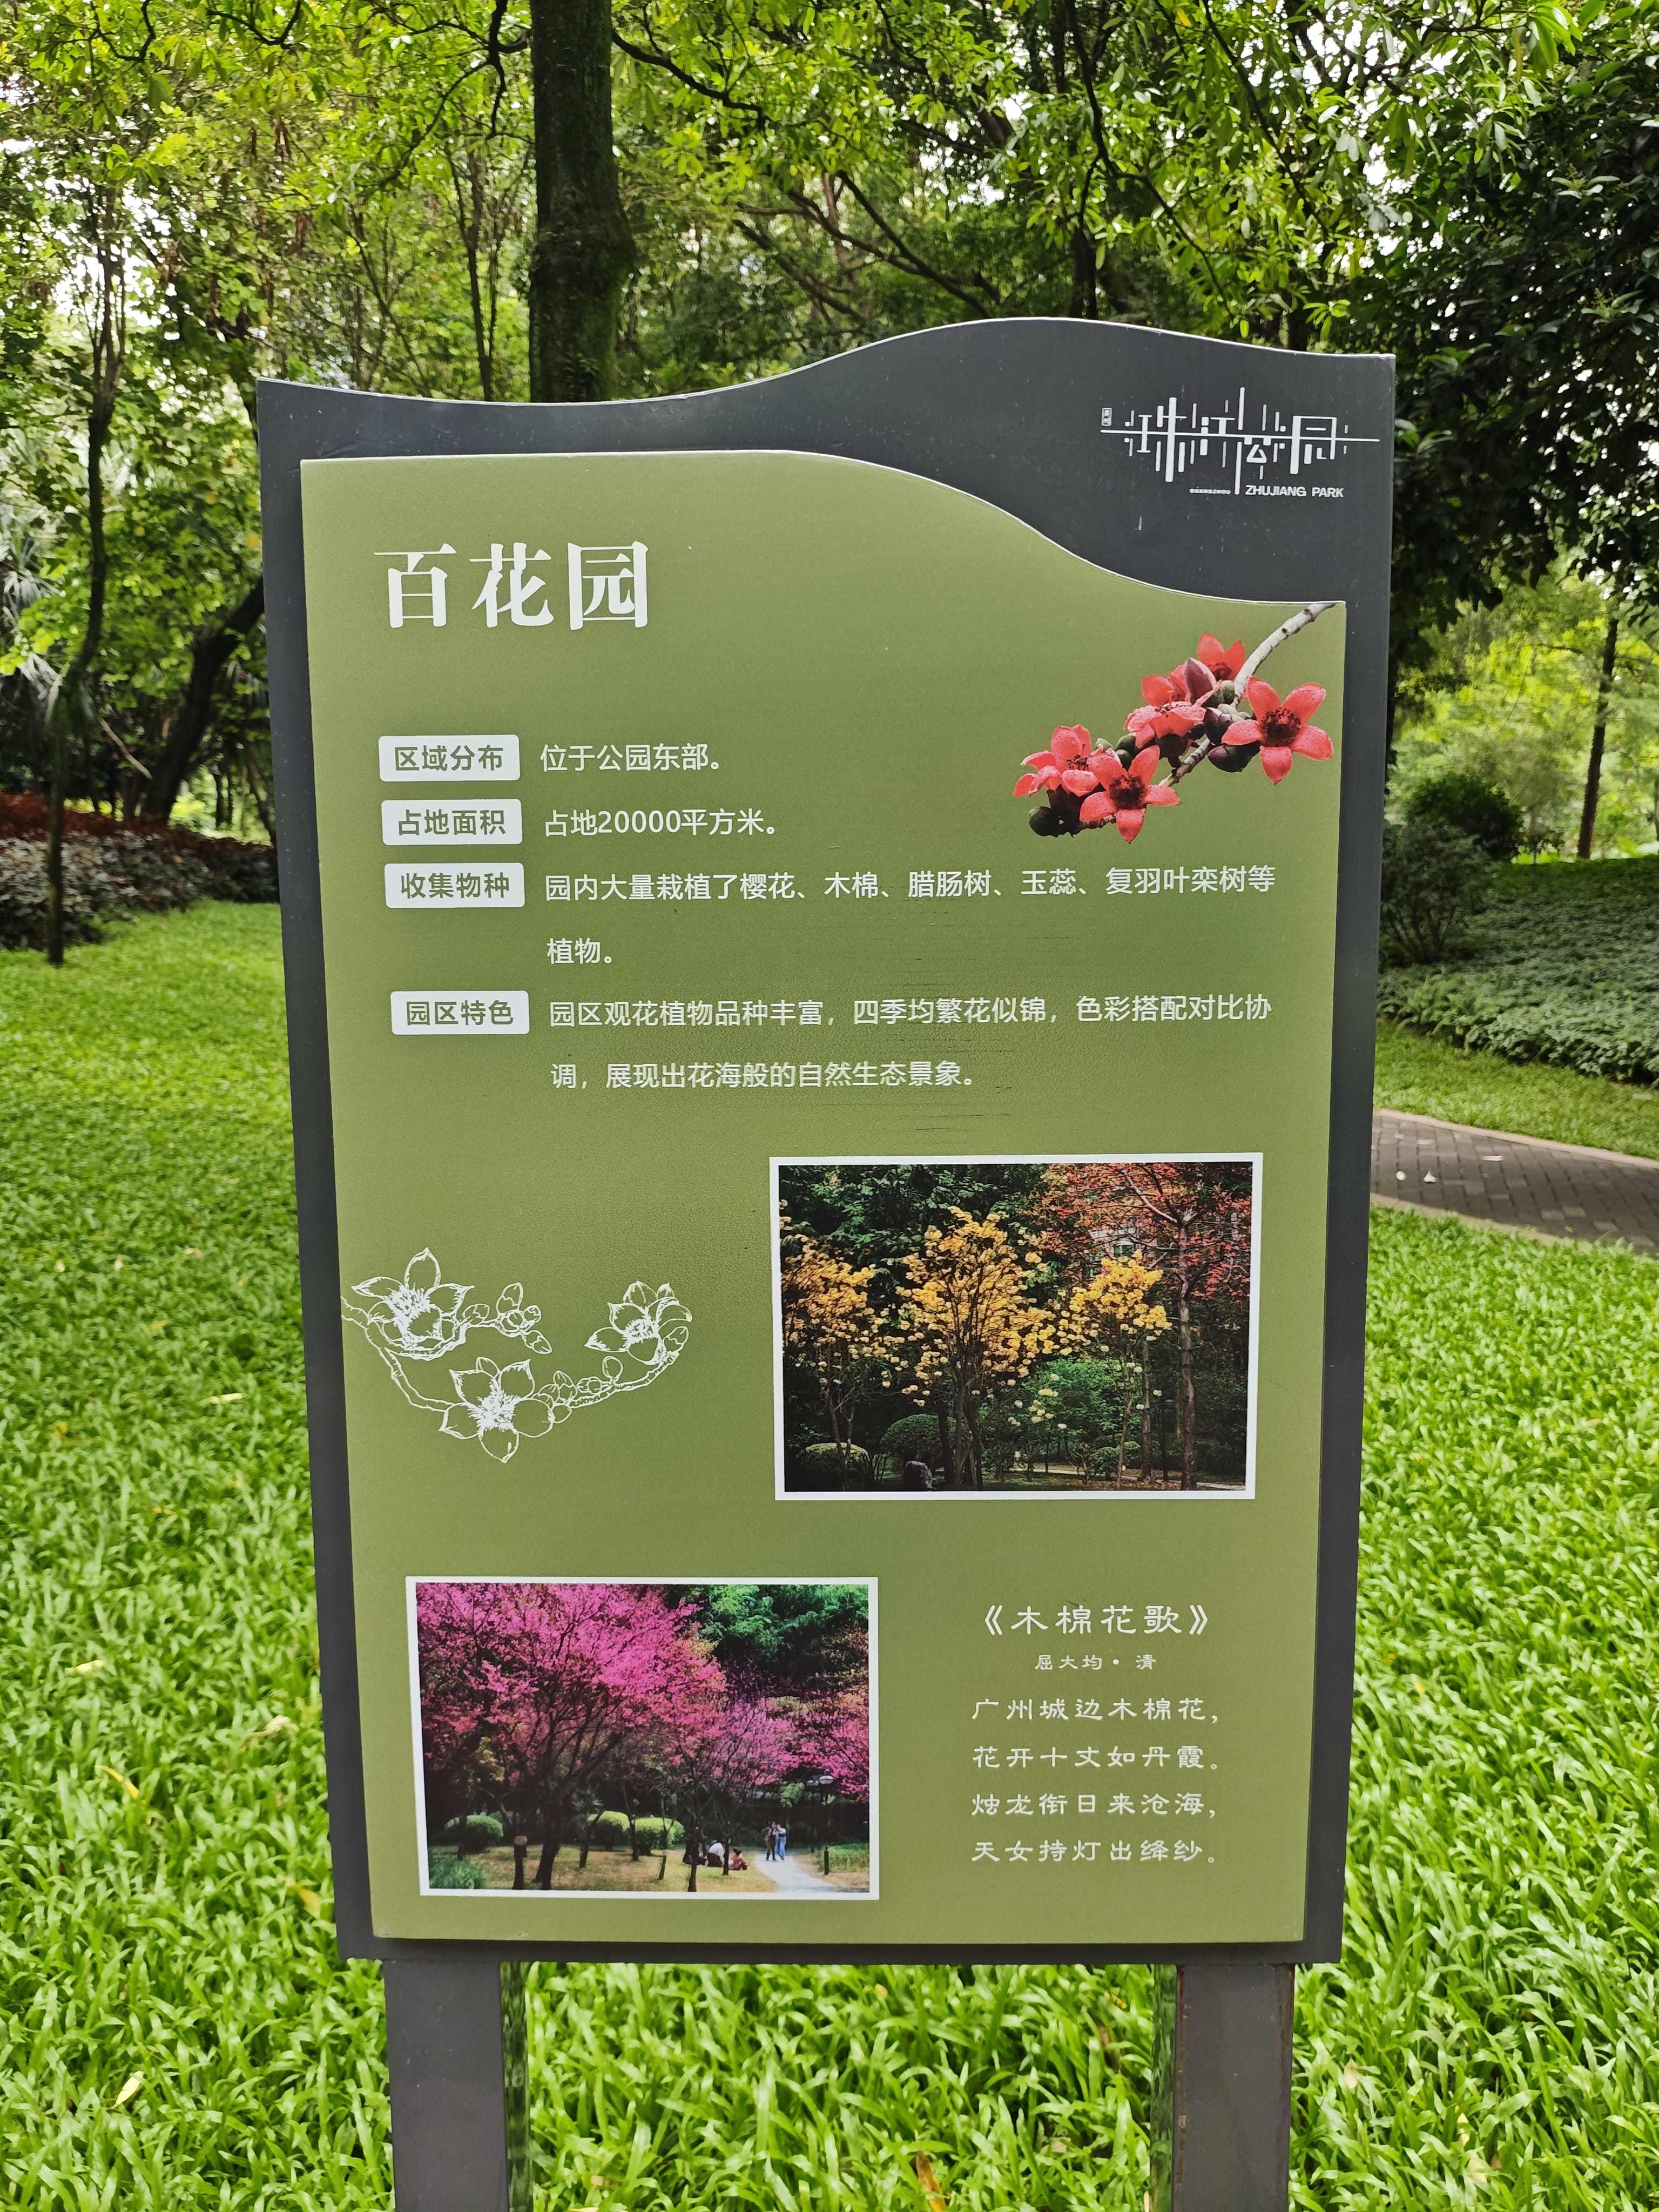 珠江公园
GUANGZHOU ZHUJIANG PARK
百花园
区域分布 位于公园东部。
占地面积 占地20000平方米。
收集物种 园内大量栽植了樱花、木棉、腊肠树、玉蕊、复羽叶栾树等
植物。
园区特色 园区观花植物品种丰富，四季均繁花似锦，色彩搭配对比协
调，展现出花海般的自然生态景象。
《木棉花歌》
屈大均·清
广州城边木棉花，
花开十丈如丹霞。
烛龙衔日来沧海，
天女持灯出绛纱。